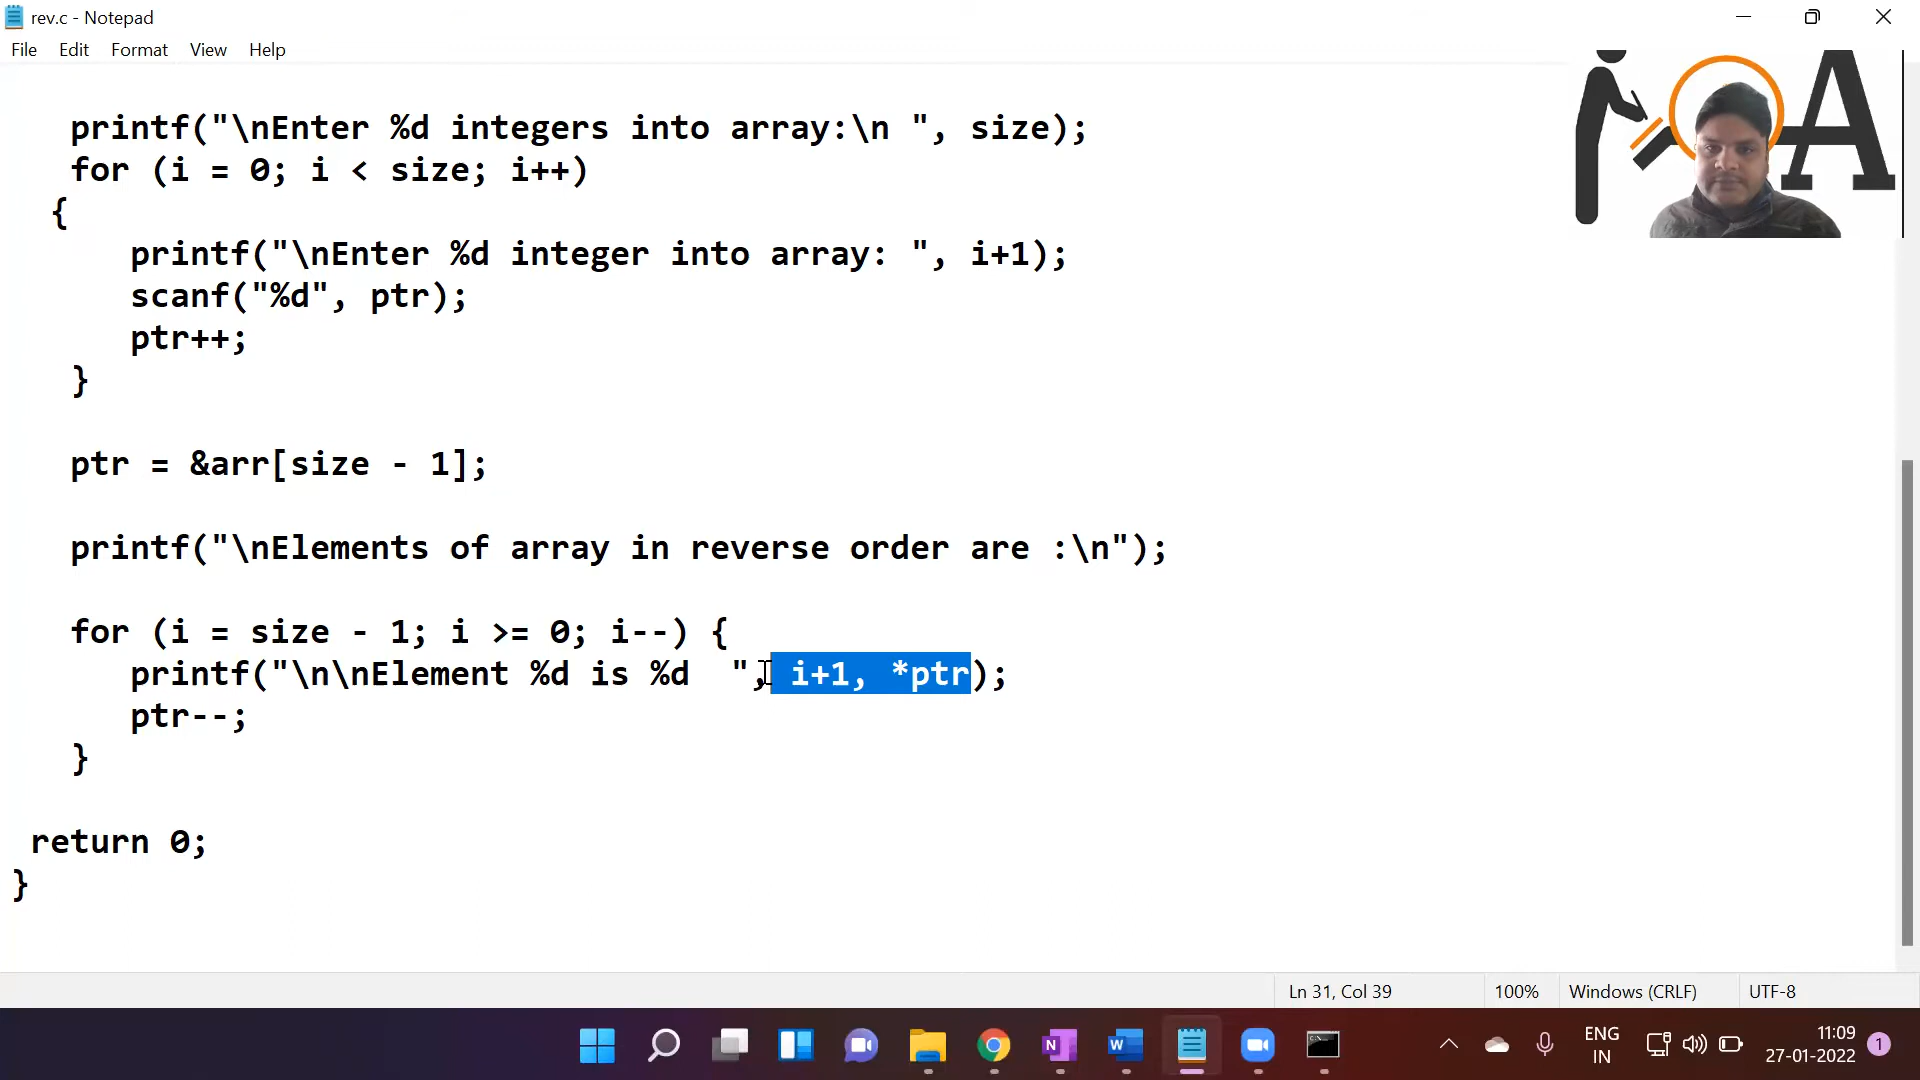 rev.c - Notepad
File Edit Format View Help
printf("\nEnter %d integers into array:\n ", size);
for (i = 0; i < size; i++)
{
printf("\nEnter %d integer into array: ", i+1);
scanf("%d", ptr);
ptr++;
}
ptr = &arr[size - 1];
printf("\nElements of array in reverse order are :\n");
for (i = size - 1; i >= 0; i--) {
printf("\n\nElement %d is %d  ", i+1, *ptr);
ptr--;
}
return 0;
}
A
Ln 31, Col 39 100% Windows (CRLF) UTF-8
N W C:\_ ENG 11:09
IN 27-01-2022 1